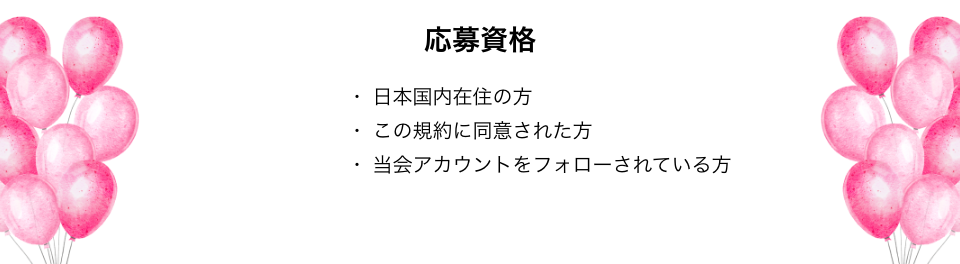 応募資格
・ 日本国内在住の方
・ この規約に同意された方
・ 当会アカウントをフォローされている方